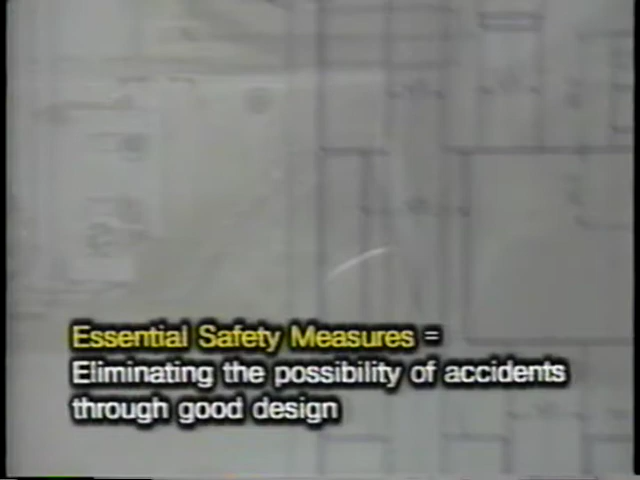 Essential Safety Measures =
Eliminating the possibility of accidents
through good design